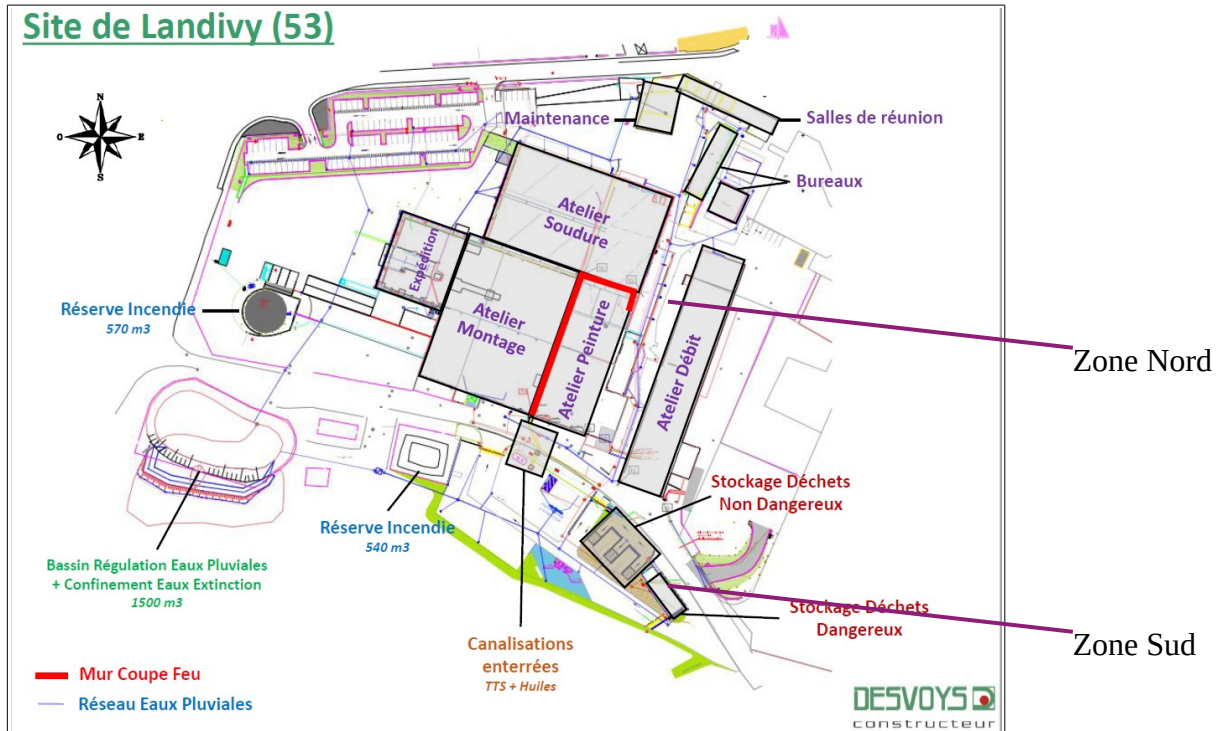 Site de Landivy (53)
N
O
E
S
Maintenance
Salles de réunion
Bureaux
Atelier
Soudure
Expédition
Atelier
Montage
Atelier Peinture
Atelier Débit
Réserve Incendie
570 m3
Zone Nord
Stockage Déchets
Non Dangereux
Réserve Incendie
540 m3
Bassin Régulation Eaux Pluviales
+ Confinement Eaux Extinction
1500 m3
Stockage Déchets
Dangereux
Zone Sud
Canalisations
enterrées
TTS + Huiles
Mur Coupe Feu
Réseau Eaux Pluviales
DESVOYS
constructeur